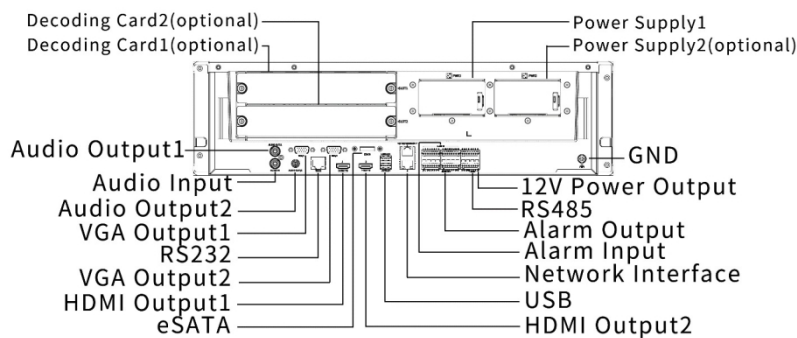 Decoding Card2(optional)
Decoding Card1(optional)
Power Supply1
Power Supply2(optional)
Audio Output1
Audio Input
Audio Output2
VGA Output1
RS232
VGA Output2
HDMI Output1
eSATA
GND
12V Power Output
RS485
Alarm Output
Alarm Input
Network Interface
USB
HDMI Output2